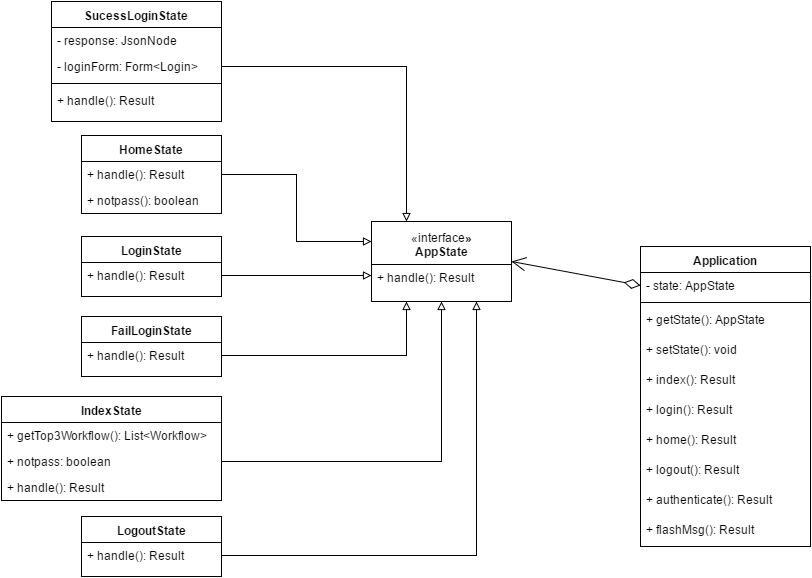 SucessLoginState
- response: JsonNode
- loginForm: Form<Login>
+ handle(): Result
HomeState
+ handle(): Result
+ notpass(): boolean
LoginState
+ handle(): Result
FailLoginState
+ handle(): Result
IndexState
+ getTop3Workflow(): List<Workflow>
+ notpass: boolean
+ handle(): Result
LogoutState
+ handle(): Result
«interface»
AppState
+ handle(): Result
Application
- state: AppState
+ getState(): AppState
+ setState(): void
+ index(): Result
+ login(): Result
+ home(): Result
+ logout(): Result
+ authenticate(): Result
+ flashMsg(): Result